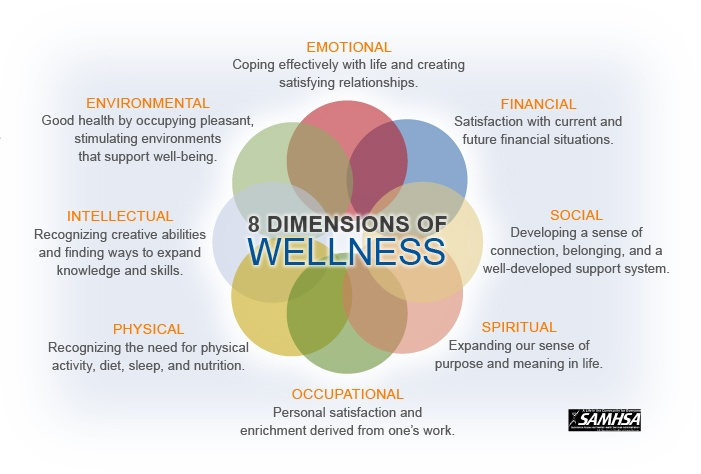 EMOTIONAL
Coping effectively with life and creating
satisfying relationships.
FINANCIAL
Satisfaction with current and
future financial situations.
SOCIAL
Developing a sense of
connection, belonging, and a
well-developed support system.
SPIRITUAL
Expanding our sense of
purpose and meaning in life.
OCCUPATIONAL
Personal satisfaction and
enrichment derived from one's work.
PHYSICAL
Recognizing the need for physical
activity, diet, sleep, and nutrition.
INTELLECTUAL
Recognizing creative abilities
and finding ways to expand
knowledge and skills.
ENVIRONMENTAL
Good health by occupying pleasant,
stimulating environments
that support well-being.
8 DIMENSIONS OF
WELLNESS
SAMHSA